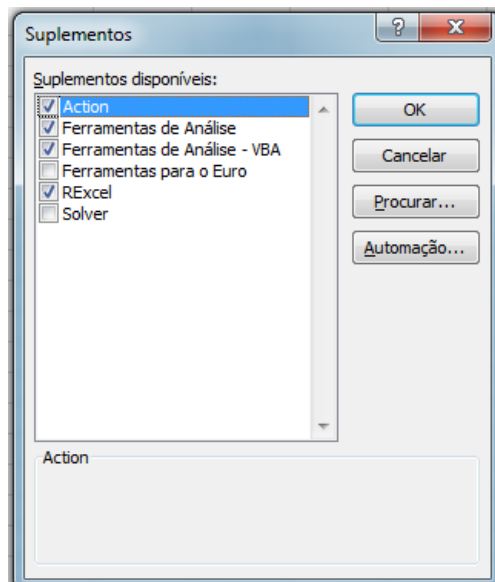 Suplementos
Suplementos disponíveis:
Action
Ferramentas de Análise
Ferramentas de Análise - VBA
Ferramentas para o Euro
RExcel
Solver
OK
Cancelar
Procurar...
Automação...
Action